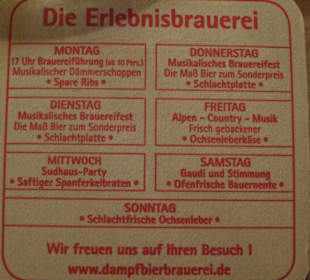 Die Erlebnisbrauerei
MONTAG
17 Uhr Brauereiführung (ab 10 Pers.)
Musikalischer Dämmerschoppen
• Spare Ribs •
DONNERSTAG
Musikalisches Brauereifest
Die Maß Bier zum Sonderpreis
• Schlachtplatte •
DIENSTAG
Musikalisches Brauereifest
Die Maß Bier zum Sonderpreis
• Schlachtplatte •
FREITAG
Alpen - Country - Musik
Frisch gebackener
• Ochsenleberkäse •
MITTWOCH
Sudhaus-Party
• Saftiger Spanferkelbraten •
SAMSTAG
Gaudi und Stimmung
• Ofenfrische Bauernente •
SONNTAG
• Schlachtfrische Ochsenleber •
Wir freuen uns auf Ihren Besuch !
www.dampfbierbrauerei.de